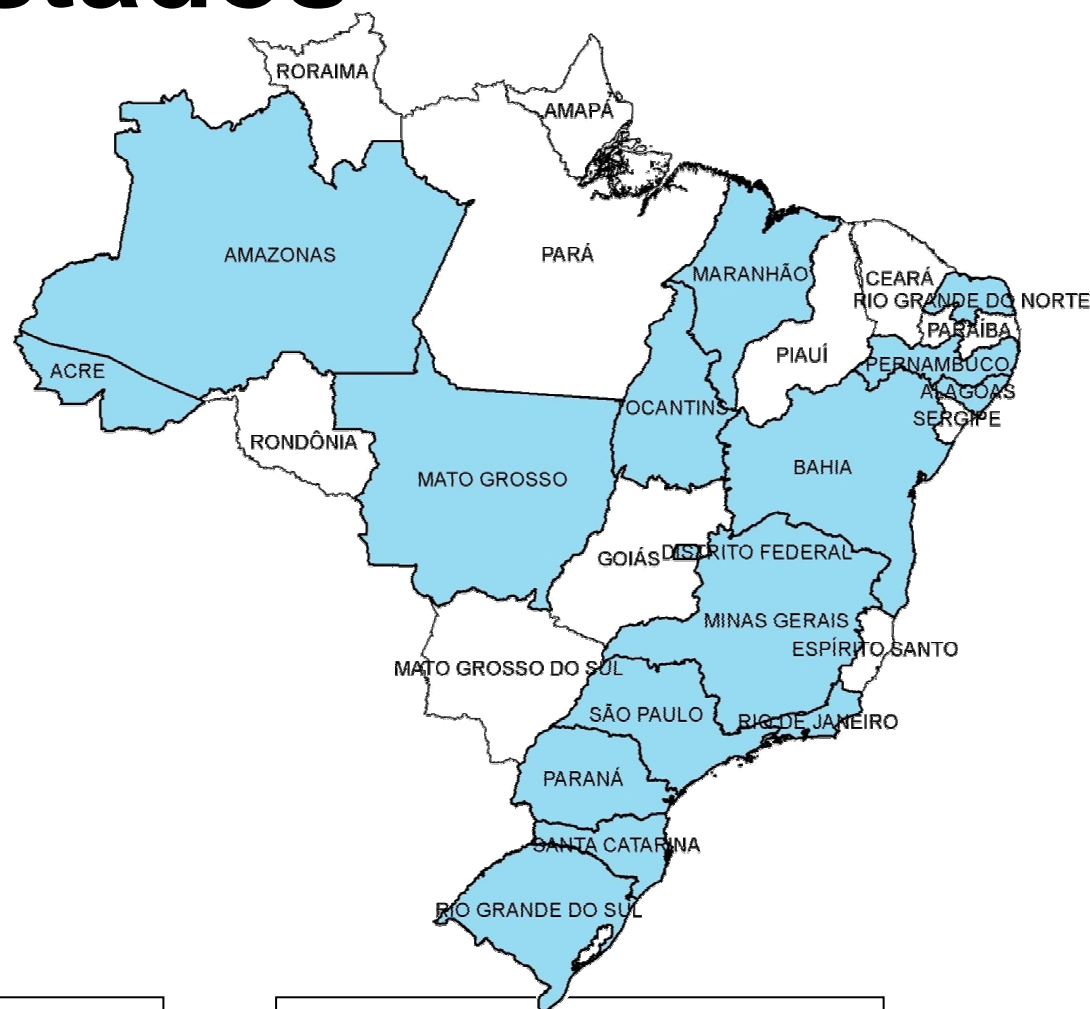 stados
RORAIMA
AMAPÁ
AMAZONAS
PARÁ
MARANHÃO
CEARÁ
RIO GRANDE DO NORTE
PARAÍBA
PIAUÍ
PERNAMBUCO
ACRE
ALAGOAS
OCANTINS
SERGIPE
RONDÔNIA
BAHIA
MATO GROSSO
DISTRITO FEDERAL
GOIÁS
MINAS GERAIS
ESPÍRITO SANTO
MATO GROSSO DO SUL
SÃO PAULO
RIO DE JANEIRO
PARANÁ
SANTA CATARINA
RIO GRANDE DO SUL